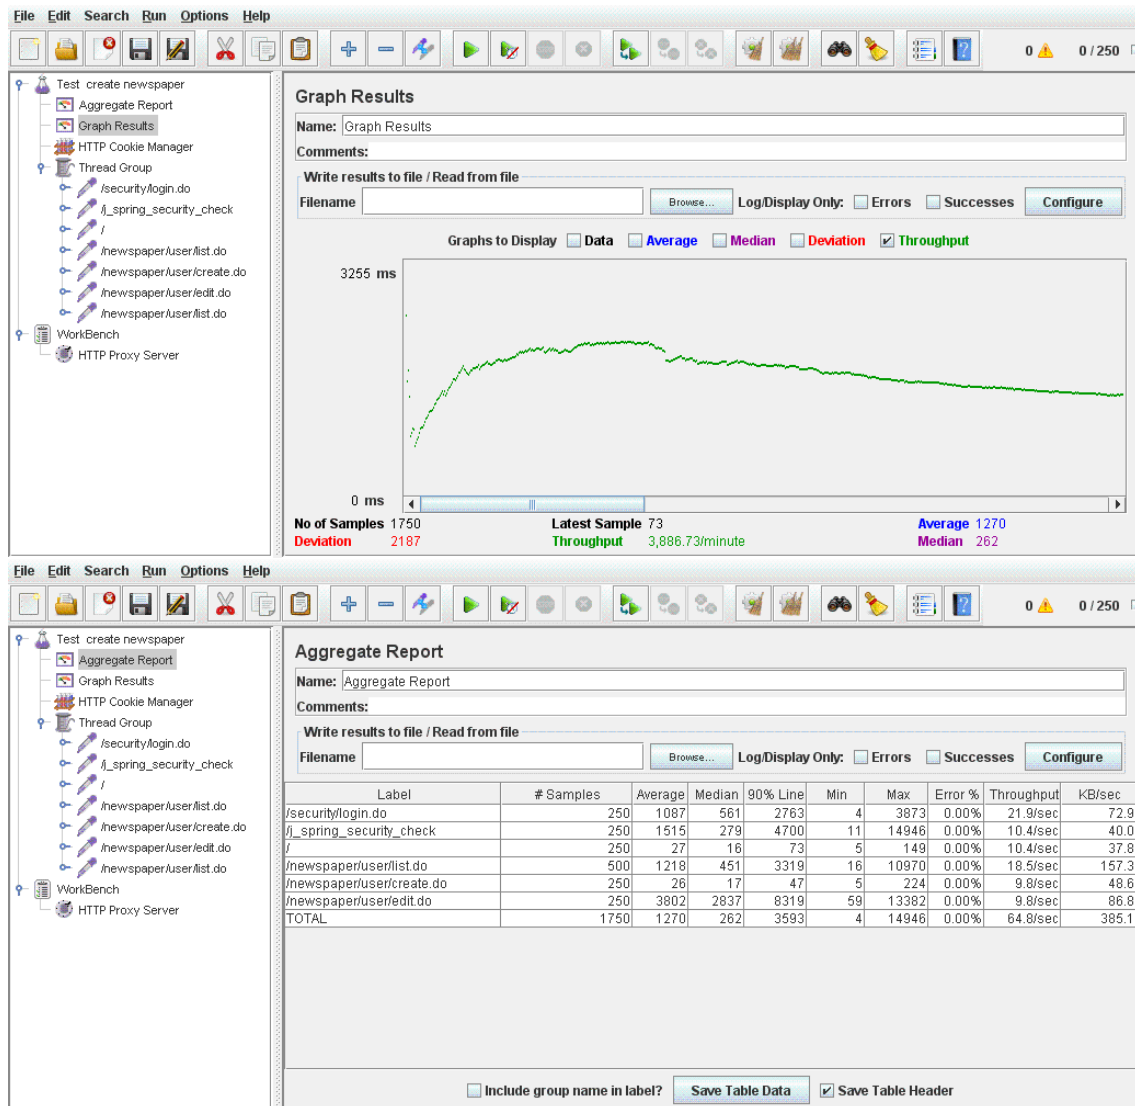 File Edit Search Run Options Help
0 0 / 250
Test create newspaper
Aggregate Report
Graph Results
HTTP Cookie Manager
Thread Group
/security/login.do
/j_spring_security_check
/
/newspaper/user/list.do
/newspaper/user/create.do
/newspaper/user/edit.do
/newspaper/user/list.do
WorkBench
HTTP Proxy Server
Graph Results
Name: Graph Results
Comments:
Write results to file / Read from file
Filename Browse... Log/Display Only: Errors Successes Configure
Graphs to Display Data Average Median Deviation Throughput
3255 ms
0 ms
No of Samples 1750 Latest Sample 73 Average 1270
Deviation 2187 Throughput 3,886.73/minute Median 262
File Edit Search Run Options Help
0 0 / 250
Test create newspaper
Aggregate Report
Graph Results
HTTP Cookie Manager
Thread Group
/security/login.do
/j_spring_security_check
/
/newspaper/user/list.do
/newspaper/user/create.do
/newspaper/user/edit.do
/newspaper/user/list.do
WorkBench
HTTP Proxy Server
Aggregate Report
Name: Aggregate Report
Comments:
Write results to file / Read from file
Filename Browse... Log/Display Only: Errors Successes Configure
Label # Samples Average Median 90% Line Min Max Error % Throughput KB/sec
/security/login.do 250 1087 561 2763 4 3873 0.00% 21.9/sec 72.9
/j_spring_security_check 250 1515 279 4700 11 14946 0.00% 10.4/sec 40.0
/ 250 27 16 73 5 149 0.00% 10.4/sec 37.8
/newspaper/user/list.do 500 1218 451 3319 16 10970 0.00% 18.5/sec 157.3
/newspaper/user/create.do 250 26 17 47 5 224 0.00% 9.8/sec 48.6
/newspaper/user/edit.do 250 3802 2837 8319 59 13382 0.00% 9.8/sec 86.8
TOTAL 1750 1270 262 3593 4 14946 0.00% 64.8/sec 385.1
Include group name in label? Save Table Data Save Table Header